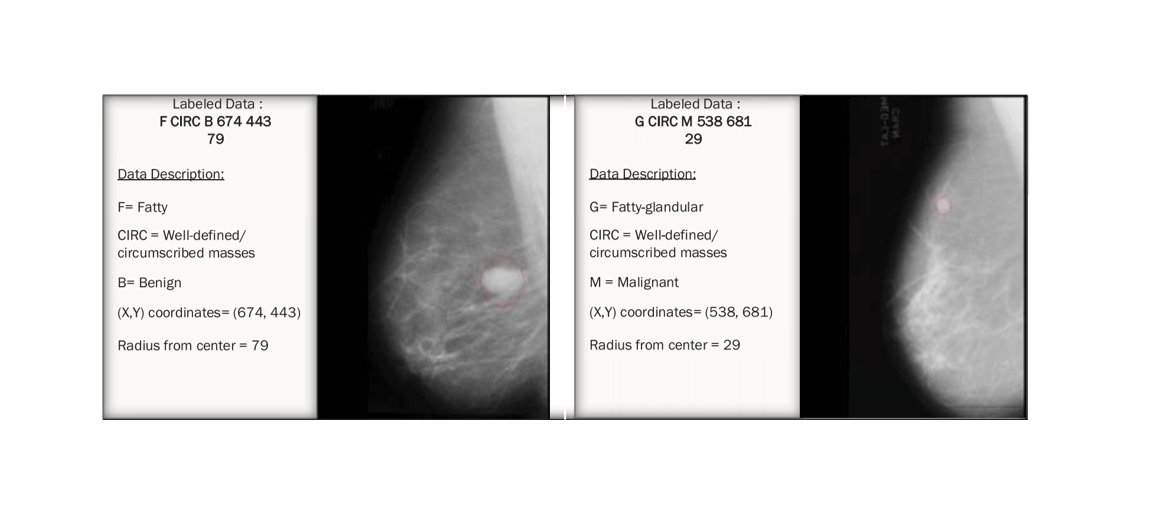 Labeled Data :
F CIRC B 674 443
79
Data Description:
F= Fatty
CIRC = Well-defined/
circumscribed masses
B= Benign
(X,Y) coordinates= (674, 443)
Radius from center = 79
Labeled Data :
G CIRC M 538 681
29
Data Description:
G= Fatty-glandular
CIRC = Well-defined/
circumscribed masses
M = Malignant
(X,Y) coordinates= (538, 681)
Radius from center = 29